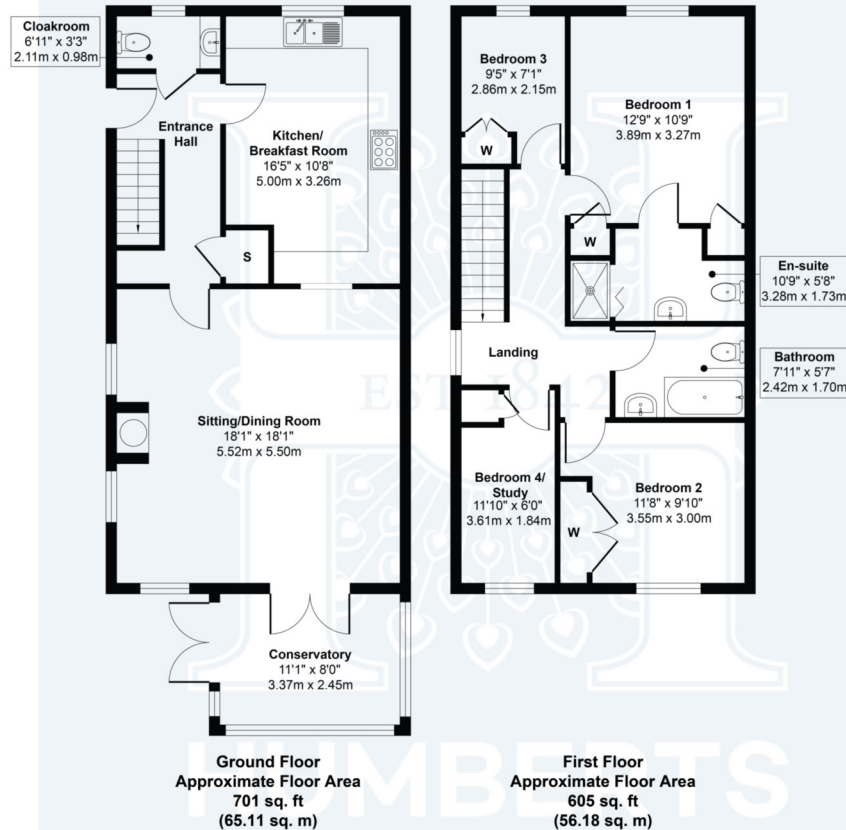 Cloakroom
6'11" x 3'3"
2.11m x 0.98m
Entrance
Hall
Kitchen/
Breakfast Room
16'5" x 10'8"
5.00m x 3.26m
S
Sitting/Dining Room
18'1" x 18'1"
5.52m x 5.50m
Conservatory
11'1" x 8'0"
3.37m x 2.45m
Ground Floor
Approximate Floor Area
701 sq. ft
(65.11 sq. m)
Bedroom 3
9'5" x 7'1"
2.86m x 2.15m
W
Bedroom 1
12'9" x 10'9"
3.89m x 3.27m
W
En-suite
10'9" x 5'8"
3.28m x 1.73m
Landing
Bathroom
7'11" x 5'7"
2.42m x 1.70m
Bedroom 4/
Study
11'10" x 6'0"
3.61m x 1.84m
W
Bedroom 2
11'8" x 9'10"
3.55m x 3.00m
First Floor
Approximate Floor Area
605 sq. ft
(56.18 sq. m)
EST 1842
HUMBERTS